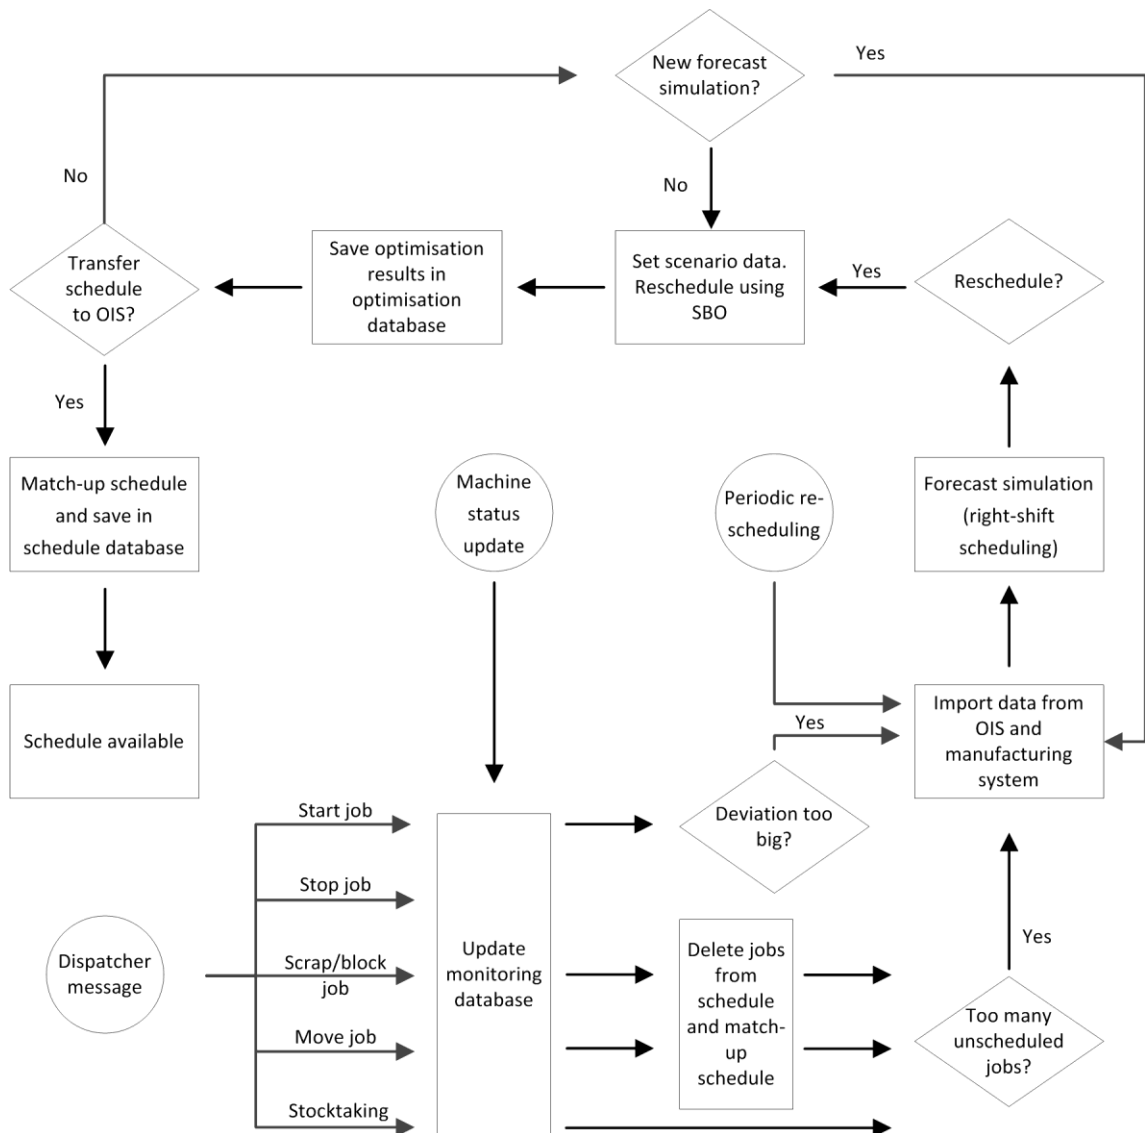 New forecast
simulation?
Yes
No
No
Transfer
schedule
to OIS?
Save optimisation
results in
optimisation
database
Set scenario data.
Reschedule using
SBO
Yes
Reschedule?
Yes
Match-up schedule
and save in
schedule database
Machine
status
update
Periodic re-
scheduling
Forecast simulation
(right-shift
scheduling)
Schedule available
Yes
Import data from
OIS and
manufacturing
system
Start job
Deviation too
big?
Stop job
Dispatcher
message
Scrap/block
job
Update
monitoring
database
Delete jobs
from
schedule
and match-
up
schedule
Yes
Too many
unscheduled
jobs?
Move job
Stocktaking